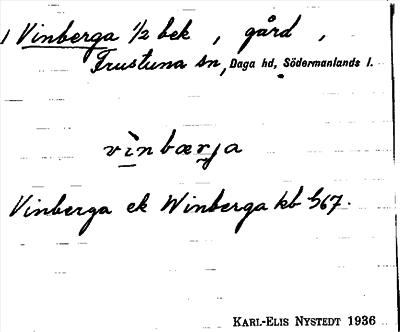 1 Vinberga 1/2 bek , gård ,
Frustuna sn, Daga hd, Södermanlands l.
vinbærja
Vinberga ek Winberga kb 567.
KARL-ELIS NYSTEDT 1936